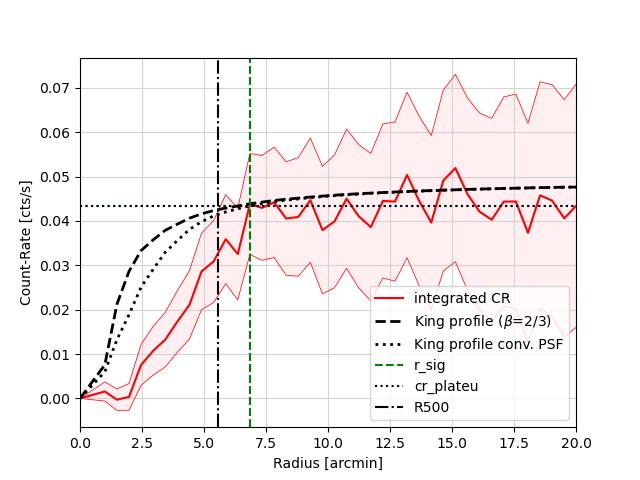 0.07
0.06
0.05
0.04
0.03
0.02
0.01
0.00
Count-Rate [cts/s]
integrated CR
King profile (β=2/3)
King profile conv. PSF
r_sig
cr_plateu
R500
0.0 2.5 5.0 7.5 10.0 12.5 15.0 17.5 20.0
Radius [arcmin]